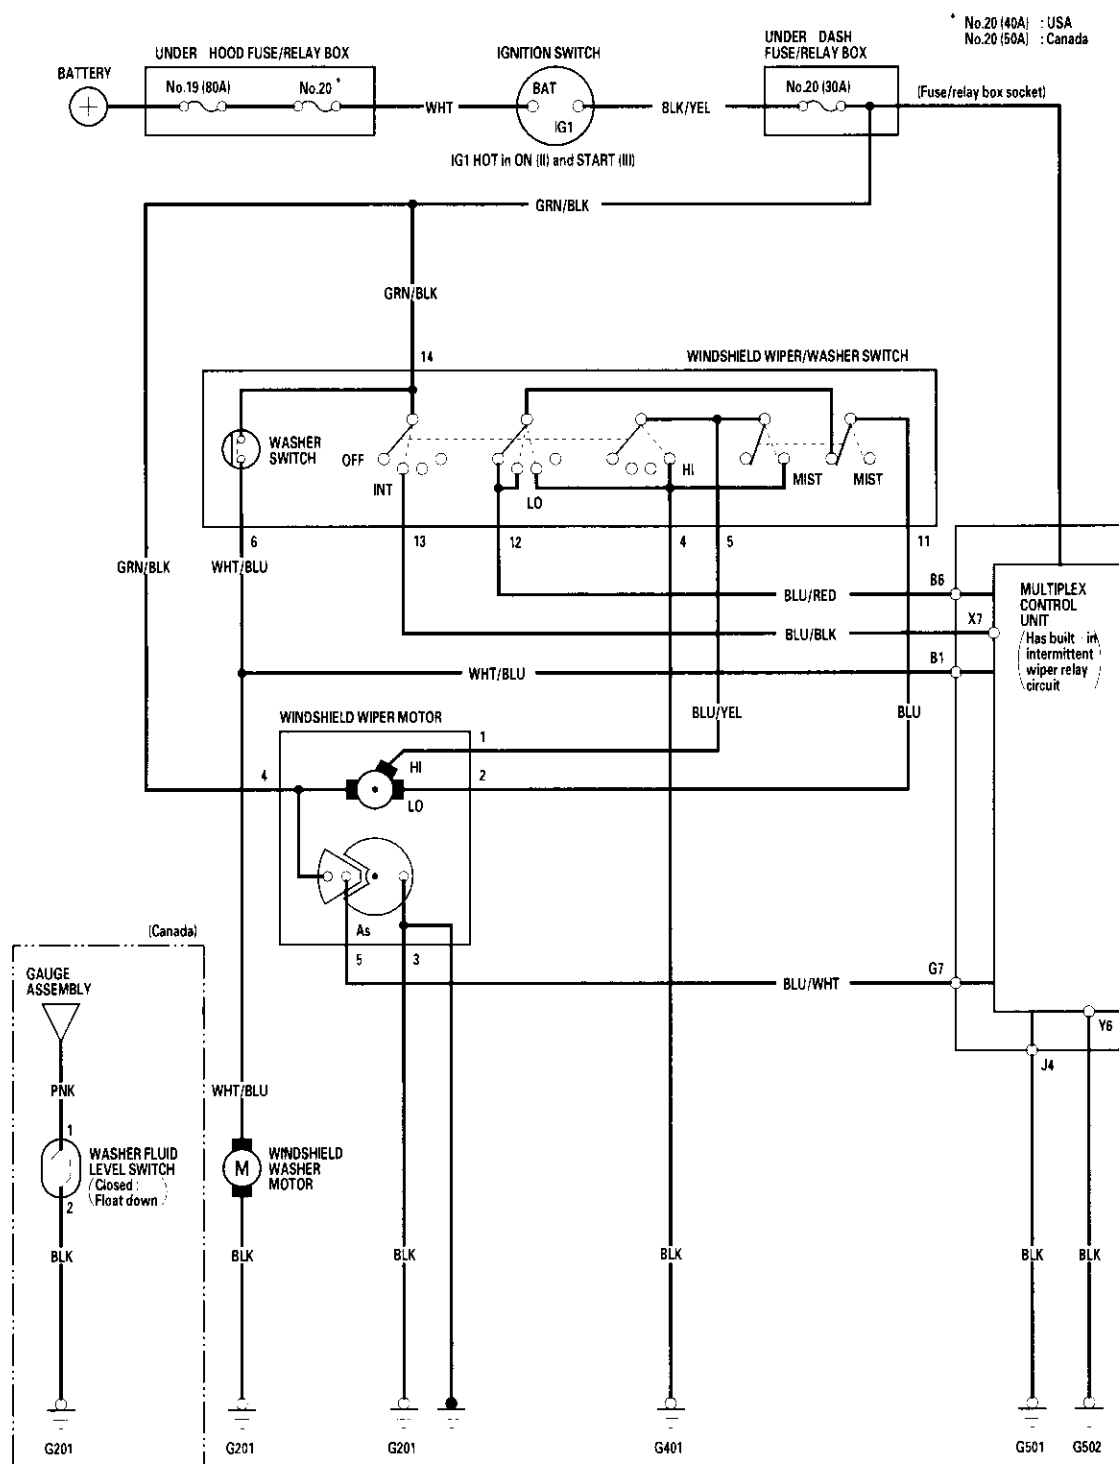 * No.20 (40A) : USA
No.20 (50A) : Canada
UNDER HOOD FUSE/RELAY BOX
IGNITION SWITCH
UNDER DASH
FUSE/RELAY BOX
BATTERY
No.19 (80A)
No.20 *
BAT
No.20 (30A)
(Fuse/relay box socket)
WHT
BLK/YEL
IG1
IG1 HOT in ON (II) and START (III)
GRN/BLK
GRN/BLK
14
WINDSHIELD WIPER/WASHER SWITCH
WASHER
SWITCH
OFF
INT
LO
HI
MIST
MIST
6
13
12
4
5
11
GRN/BLK
WHT/BLU
BLU/RED
B6
MULTIPLEX
CONTROL
UNIT
(Has built - in
intermittent
wiper relay
circuit)
X7
BLU/BLK
B1
WHT/BLU
BLU/YEL
BLU
WINDSHIELD WIPER MOTOR
1
HI
4
2
LO
As
5
3
(Canada)
GAUGE
ASSEMBLY
BLU/WHT
G7
Y6
J4
PNK
WHT/BLU
1
WASHER FLUID
LEVEL SWITCH
(Closed :
Float down)
2
M
WINDSHIELD
WASHER
MOTOR
BLK
BLK
BLK
BLK
BLK
BLK
G201
G201
G201
G401
G501
G502